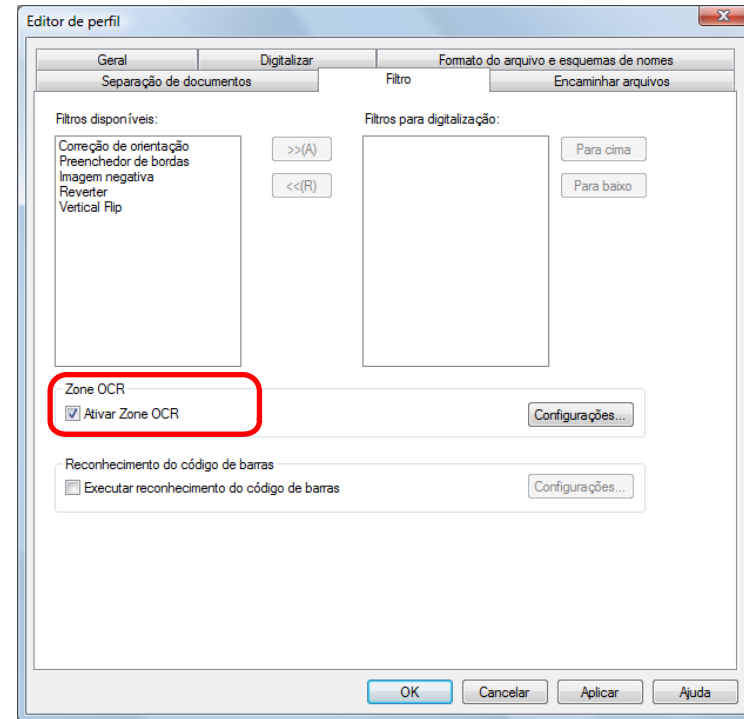 Editor de perfil
Geral
Digitalizar
Formato do arquivo e esquemas de nomes
Separação de documentos
Filtro
Encaminhar arquivos
Filtros disponíveis:
Filtros para digitalização:
Correção de orientação
Preenchedor de bordas
Imagem negativa
Reverter
Vertical Flip
>>(A)
<<(R)
Para cima
Para baixo
Zone OCR
Ativar Zone OCR
Configurações...
Reconhecimento do código de barras
Executar reconhecimento do código de barras
Configurações...
OK
Cancelar
Aplicar
Ajuda